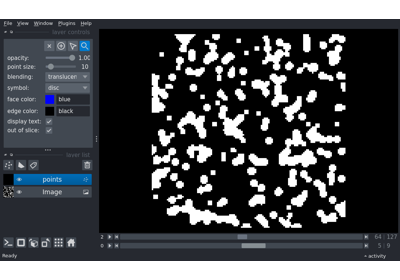 File View Window Plugins Help
layer controls
opacity: 1.00
point size: 10
blending: translucen
symbol: disc
face color: blue
edge color: black
display text:
out of slice:
layer list
points
Image
2 64 127
0 5 9
Ready activity